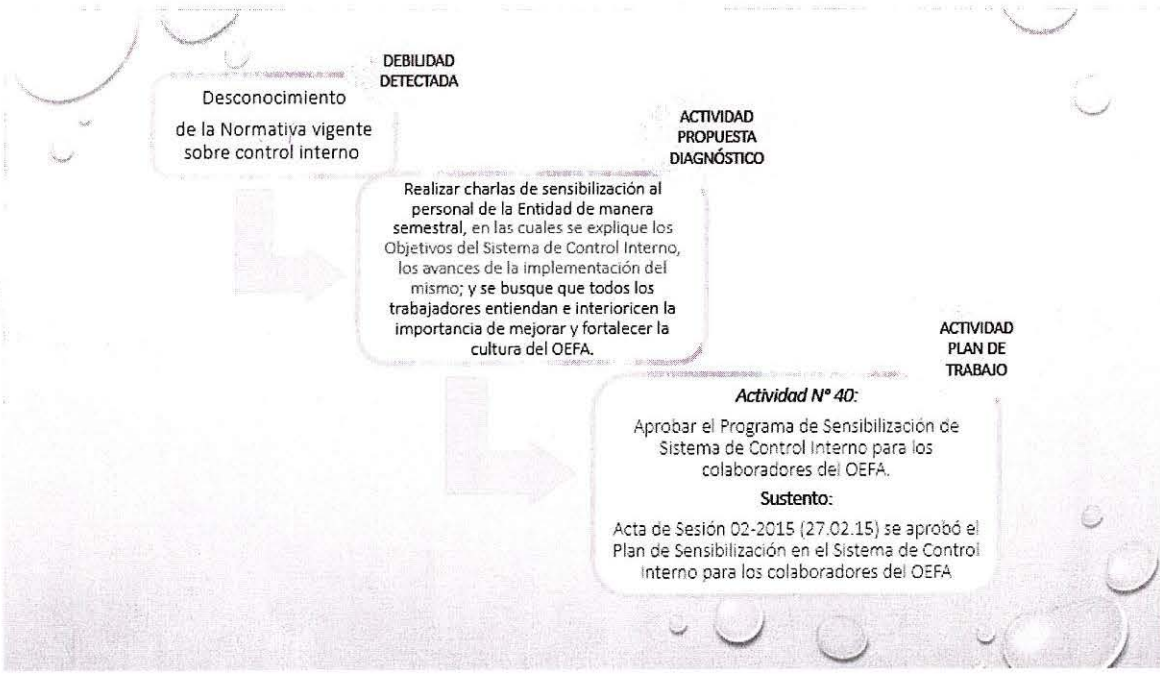 DEBILIDAD
DETECTADA
Desconocimiento
de la Normativa vigente
sobre control interno
ACTIVIDAD
PROPUESTA
DIAGNÓSTICO
Realizar charlas de sensibilización al
personal de la Entidad de manera
semestral, en las cuales se explique los
Objetivos del Sistema de Control Interno,
los avances de la implementación del
mismo; y se busque que todos los
trabajadores entiendan e interioricen la
importancia de mejorar y fortalecer la
cultura del OEFA.
ACTIVIDAD
PLAN DE
TRABAJO
Actividad Nº 40:
Aprobar el Programa de Sensibilización de
Sistema de Control Interno para los
colaboradores del OEFA.
Sustento:
Acta de Sesión 02-2015 (27.02.15) se aprobó el
Plan de Sensibilización en el Sistema de Control
Interno para los colaboradores del OEFA